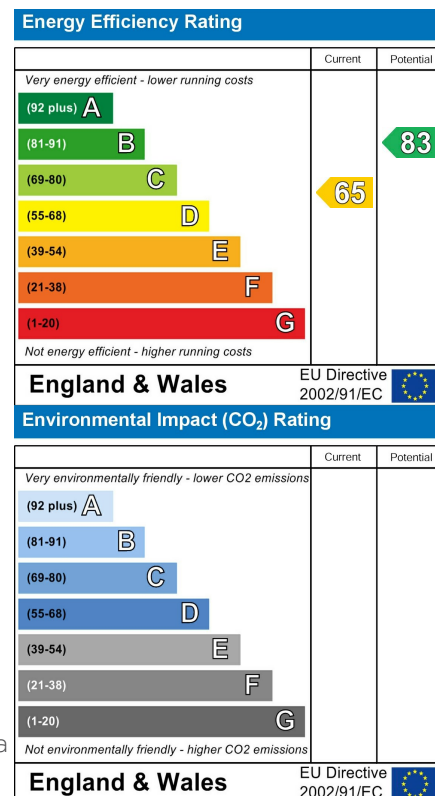 Energy Efficiency Rating
Current Potential
Very energy efficient - lower running costs
(92 plus) A
(81-91) B
83
(69-80) C
65
(55-68) D
(39-54) E
(21-38) F
(1-20) G
Not energy efficient - higher running costs
England & Wales
EU Directive
2002/91/EC
Environmental Impact (CO₂) Rating
Current Potential
Very environmentally friendly - lower CO2 emissions
(92 plus) A
(81-91) B
(69-80) C
(55-68) D
(39-54) E
(21-38) F
(1-20) G
a
Not environmentally friendly - higher CO2 emissions
England & Wales
EU Directive
2002/91/EC